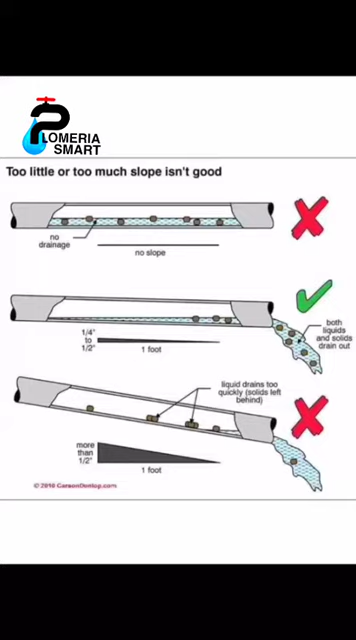 PLOMERIA
SMART
Too little or too much slope isn't good
no
drainage
no slope
1/4"
to
1/2"
1 foot
both
liquids
and solids
drain out
liquid drains too
quickly (solids left
behind)
more
than
1/2"
1 foot
© 2010 CarsonDunlop.com